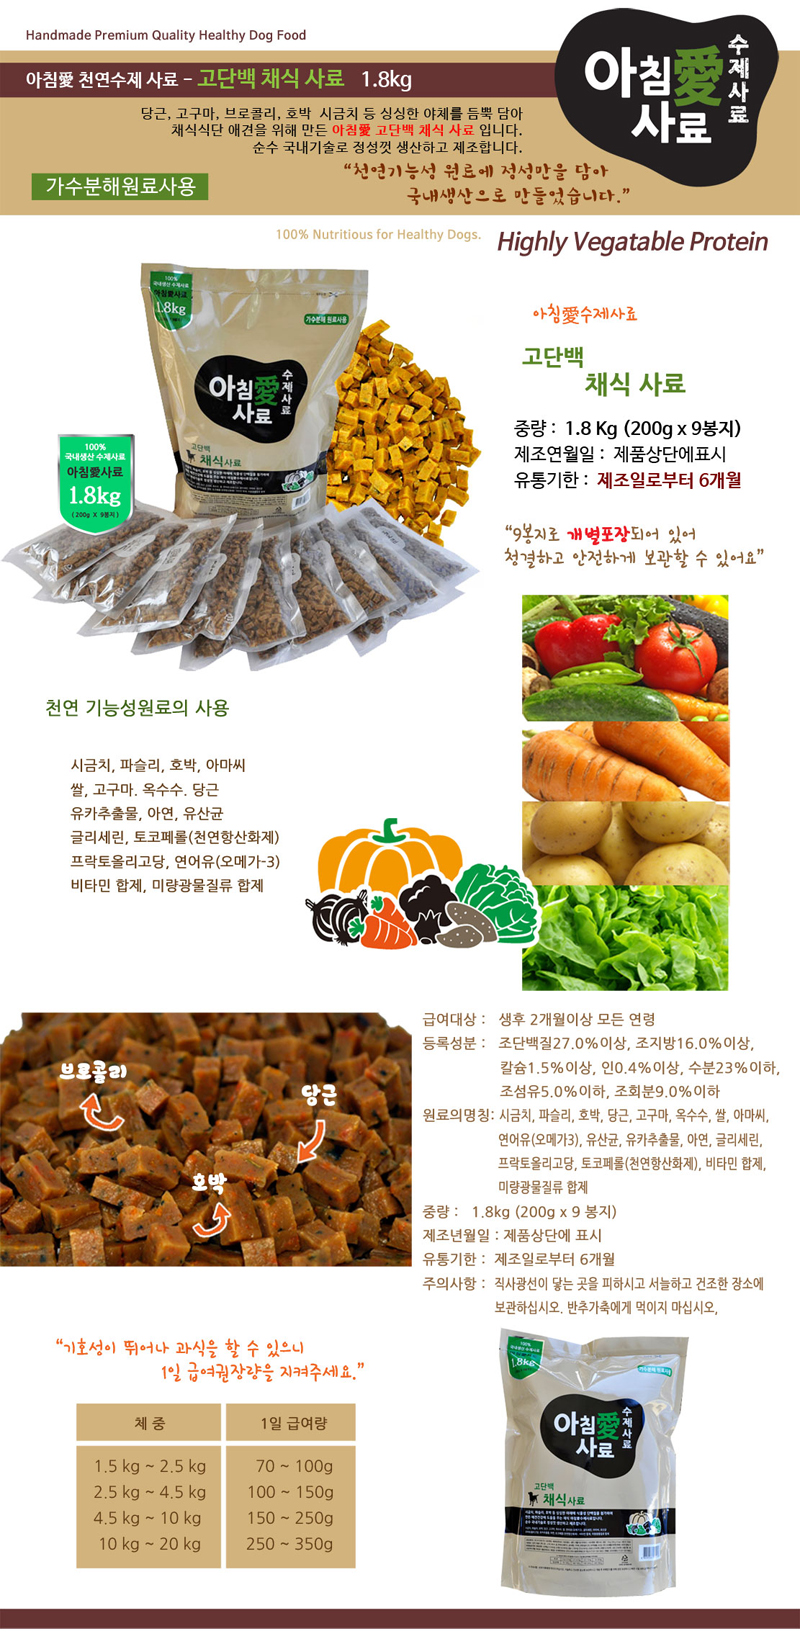 Handmade Premium Quality Healthy Dog Food
아침愛 천연수제 사료 - 고단백 채식 사료 1.8kg
아침愛사료
수제사료
당근, 고구마, 브로콜리, 호박 시금치 등 싱싱한 야체를 듬뿍 담아
채식식단 애견을 위해 만든 아침愛 고단백 채식 사료 입니다.
순수 국내기술로 정성껏 생산하고 제조합니다.
가수분해원료사용
“천연기능성 원료에 정성만을 담아
국내생산으로 만들었습니다.”
100% Nutritious for Healthy Dogs.
Highly Vegatable Protein
100%
국내생산 수제사료
아침愛사료
1.8kg
가수분해 원료사용
아침愛사료
수제사료
고단백
채식사료
100%
국내생산 수제사료
아침愛사료
1.8kg
(200g X 9봉지)
아침愛수제사료
고단백
채식 사료
중량 : 1.8 Kg (200g x 9봉지)
제조연월일 : 제품상단에표시
유통기한 : 제조일로부터 6개월
“9봉지로 개별포장되어 있어
청결하고 안전하게 보관할 수 있어요”
천연 기능성원료의 사용
시금치, 파슬리, 호박, 아마씨
쌀, 고구마. 옥수수. 당근
유카추출물, 아연, 유산균
글리세린, 토코페롤(천연항산화제)
프락토올리고당, 연어유(오메가-3)
비타민 합제, 미량광물질류 합제
브로콜리
당근
호박
급여대상 : 생후 2개월이상 모든 연령
등록성분 : 조단백질27.0%이상, 조지방16.0%이상,
칼슘1.5%이상, 인0.4%이상, 수분23%이하,
조섬유5.0%이하, 조회분9.0%이하
원료의명칭: 시금치, 파슬리, 호박, 당근, 고구마, 옥수수, 쌀, 아마씨,
연어유(오메가3), 유산균, 유카추출물, 아연, 글리세린,
프락토올리고당, 토코페롤(천연항산화제), 비타민 합제,
미량광물질류 합제
중량 : 1.8kg (200g x 9 봉지)
제조년월일 : 제품상단에 표시
유통기한 : 제조일로부터 6개월
주의사항 : 직사광선이 닿는 곳을 피하시고 서늘하고 건조한 장소에
보관하십시오. 반추가축에게 먹이지 마십시오,
“기호성이 뛰어나 과식을 할 수 있으니
1일 급여권장량을 지켜주세요.”
체 중 1일 급여량
1.5 kg ~ 2.5 kg 70 ~ 100g
2.5 kg ~ 4.5 kg 100 ~ 150g
4.5 kg ~ 10 kg 150 ~ 250g
10 kg ~ 20 kg 250 ~ 350g
100%
국내생산 수제사료
1.8kg
가수분해 원료사용
아침愛사료
수제사료
고단백
채식사료